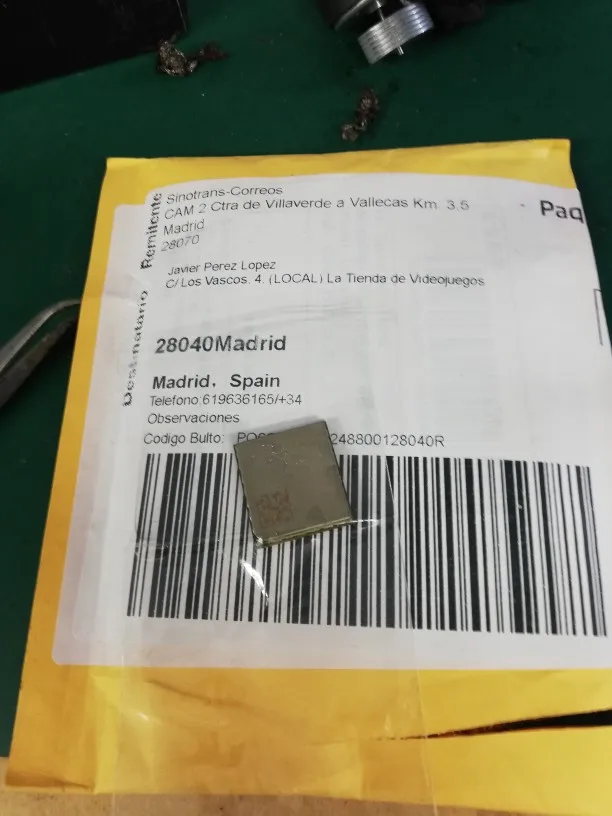 Remitente
Sinotrans-Correos
CAM 2 Ctra de Villaverde a Vallecas Km. 3.5
Madrid
28070
Paq
Destinatario
Javier Perez Lopez
C/ Los Vascos. 4. (LOCAL) La Tienda de Videojuegos
28040Madrid
Madrid, Spain
Telefono:619636165/+34
Observaciones
Codigo Bulto: 248800128040R